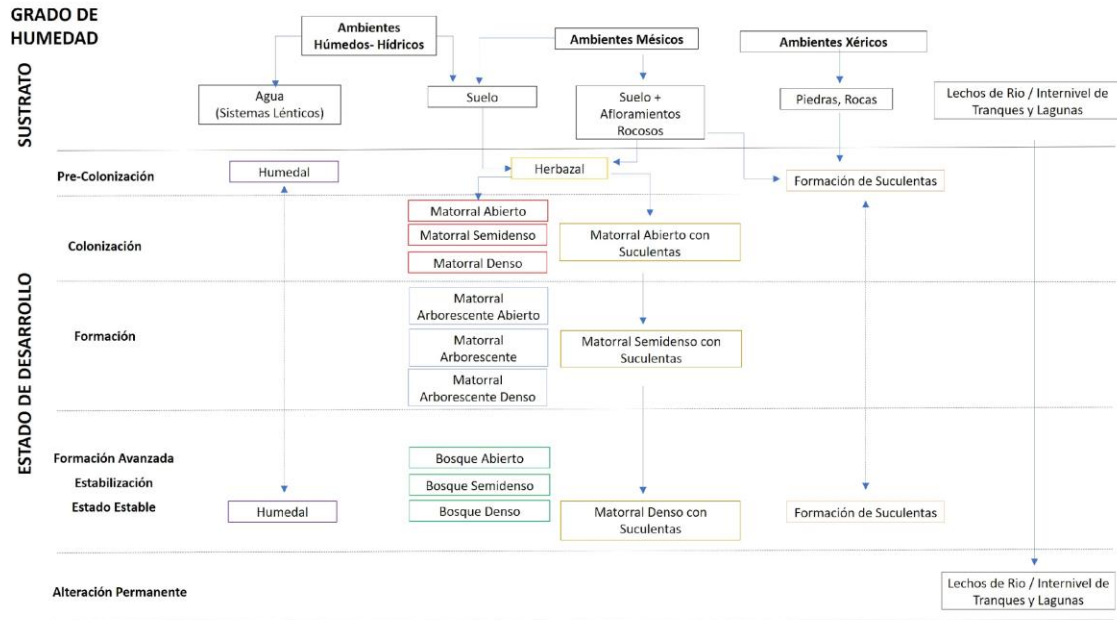 GRADO DE
HUMEDAD
Ambientes
Húmedos- Hídricos
Ambientes Mésicos
Ambientes Xéricos
SUSTRATO
Agua
(Sistemas Lénticos)
Suelo
Suelo +
Afloramientos
Rocosos
Piedras, Rocas
Lechos de Rio / Internivel de
Tranques y Lagunas
ESTADO DE DESARROLLO
Pre-Colonización
Humedal
Herbazal
Formación de Suculentas
Colonización
Matorral Abierto
Matorral Semidenso
Matorral Denso
Matorral Abierto con
Suculentas
Formación
Matorral
Arborescente Abierto
Matorral
Arborescente
Matorral
Arborescente Denso
Matorral Semidenso con
Suculentas
Formación Avanzada
Estabilización
Estado Estable
Humedal
Bosque Abierto
Bosque Semidenso
Bosque Denso
Matorral Denso con
Suculentas
Formación de Suculentas
Alteración Permanente
Lechos de Rio / Internivel de
Tranques y Lagunas